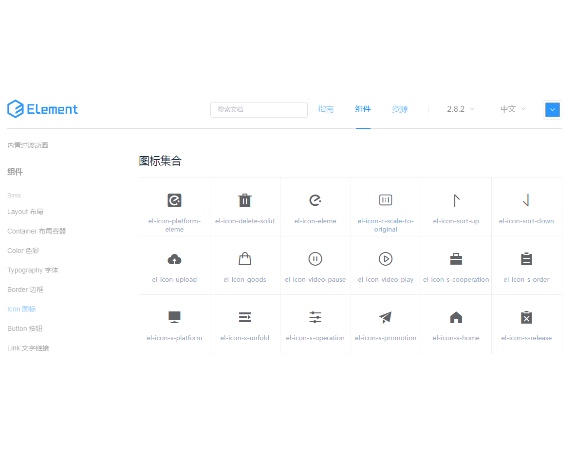 Element
搜索文档
指南
组件
资源
2.8.2
中文
内置过渡动画
组件
Basic
Layout 布局
Container 布局容器
Color 色彩
Typography 字体
Border 边框
Icon 图标
Button 按钮
Link 文字链接
图标集合
el-icon-platform-eleme
el-icon-delete-solid
el-icon-eleme
el-icon-c-scale-to-original
el-icon-sort-up
el-icon-sort-down
el-icon-upload
el-icon-goods
el-icon-video-pause
el-icon-video-play
el-icon-s-cooperation
el-icon-s-order
el-icon-s-platform
el-icon-s-unfold
el-icon-s-operation
el-icon-s-promotion
el-icon-s-home
el-icon-s-release